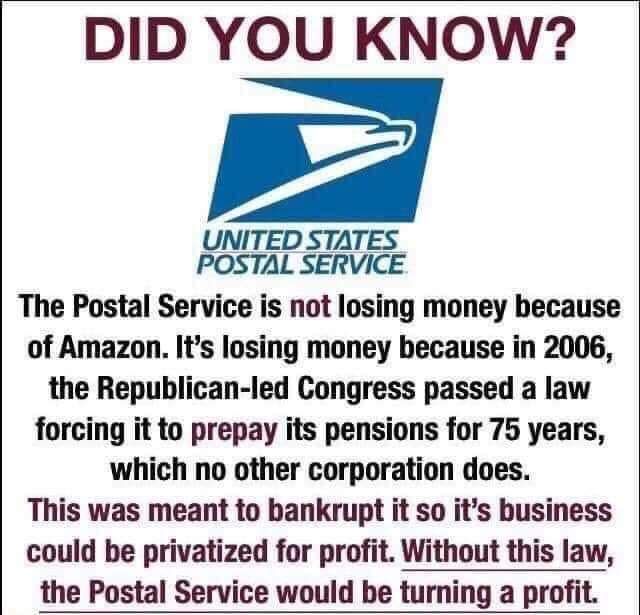 DID YOU KNOW?
UNITED STATES
POSTAL SERVICE
The Postal Service is not losing money because
of Amazon. It's losing money because in 2006,
the Republican-led Congress passed a law
forcing it to prepay its pensions for 75 years,
which no other corporation does.
This was meant to bankrupt it so it's business
could be privatized for profit. Without this law,
the Postal Service would be turning a profit.